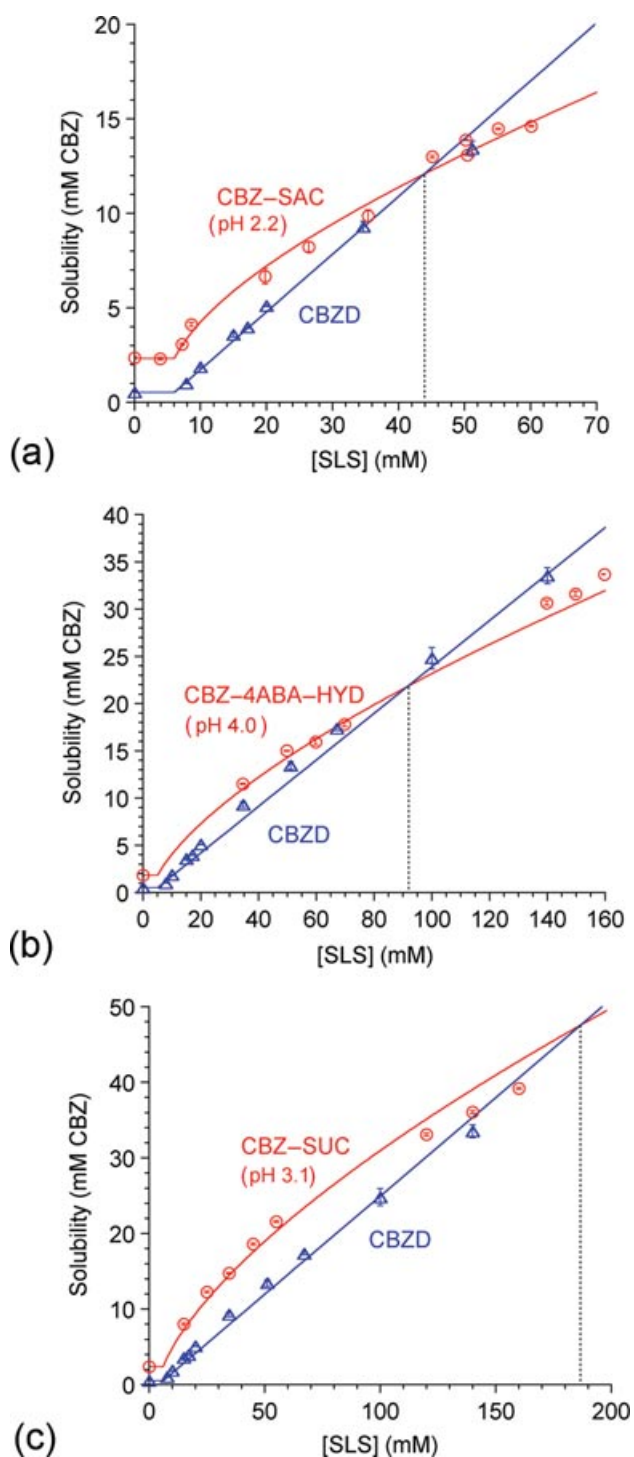 20
15
10
5
0
Solubility (mM CBZ)
CBZ–SAC
(pH 2.2)
CBZD
0 10 20 30 40 50 60 70
[SLS] (mM)
(a)
40
35
30
25
20
15
10
5
0
Solubility (mM CBZ)
CBZ–4ABA–HYD
(pH 4.0)
CBZD
0 20 40 60 80 100 120 140 160
[SLS] (mM)
(b)
50
40
30
20
10
0
Solubility (mM CBZ)
CBZ–SUC
(pH 3.1)
CBZD
0 50 100 150 200
[SLS] (mM)
(c)